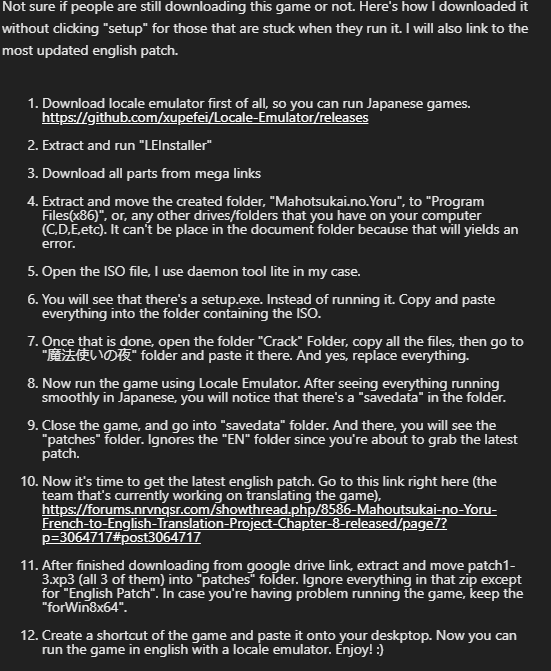 Not sure if people are still downloading this game or not. Here's how I downloaded it
without clicking "setup" for those that are stuck when they run it. I will also link to the
most updated english patch.
1. Download locale emulator first of all, so you can run Japanese games.
https://github.com/xupefei/Locale-Emulator/releases
2. Extract and run "LEInstaller"
3. Download all parts from mega links
4. Extract and move the created folder, "Mahotsukai.no.Yoru", to "Program
Files(x86)", or, any other drives/folders that you have on your computer
(C,D,E,etc). It can't be place in the document folder because that will yields an
error.
5. Open the ISO file, I use daemon tool lite in my case.
6. You will see that there's a setup.exe. Instead of running it. Copy and paste
everything into the folder containing the ISO.
7. Once that is done, open the folder "Crack" Folder, copy all the files, then go to
"魔法使いの夜" folder and paste it there. And yes, replace everything.
8. Now run the game using Locale Emulator. After seeing everything running
smoothly in Japanese, you will notice that there's a "savedata" in the folder.
9. Close the game, and go into "savedata" folder. And there, you will see the
"patches" folder. Ignores the "EN" folder since you're about to grab the latest
patch.
10. Now it's time to get the latest english patch. Go to this link right here (the
team that's currently working on translating the game),
https://forums.nrvnqsr.com/showthread.php/8586-Mahoutsukai-no-Yoru-
French-to-English-Translation-Project-Chapter-8-released/page7?
p=3064717#post3064717
11. After finished downloading from google drive link, extract and move patch1-
3.xp3 (all 3 of them) into "patches" folder. Ignore everything in that zip except
for "English Patch". In case you're having problem running the game, keep the
"forWin8x64".
12. Create a shortcut of the game and paste it onto your deskptop. Now you can
run the game in english with a locale emulator. Enjoy! :)